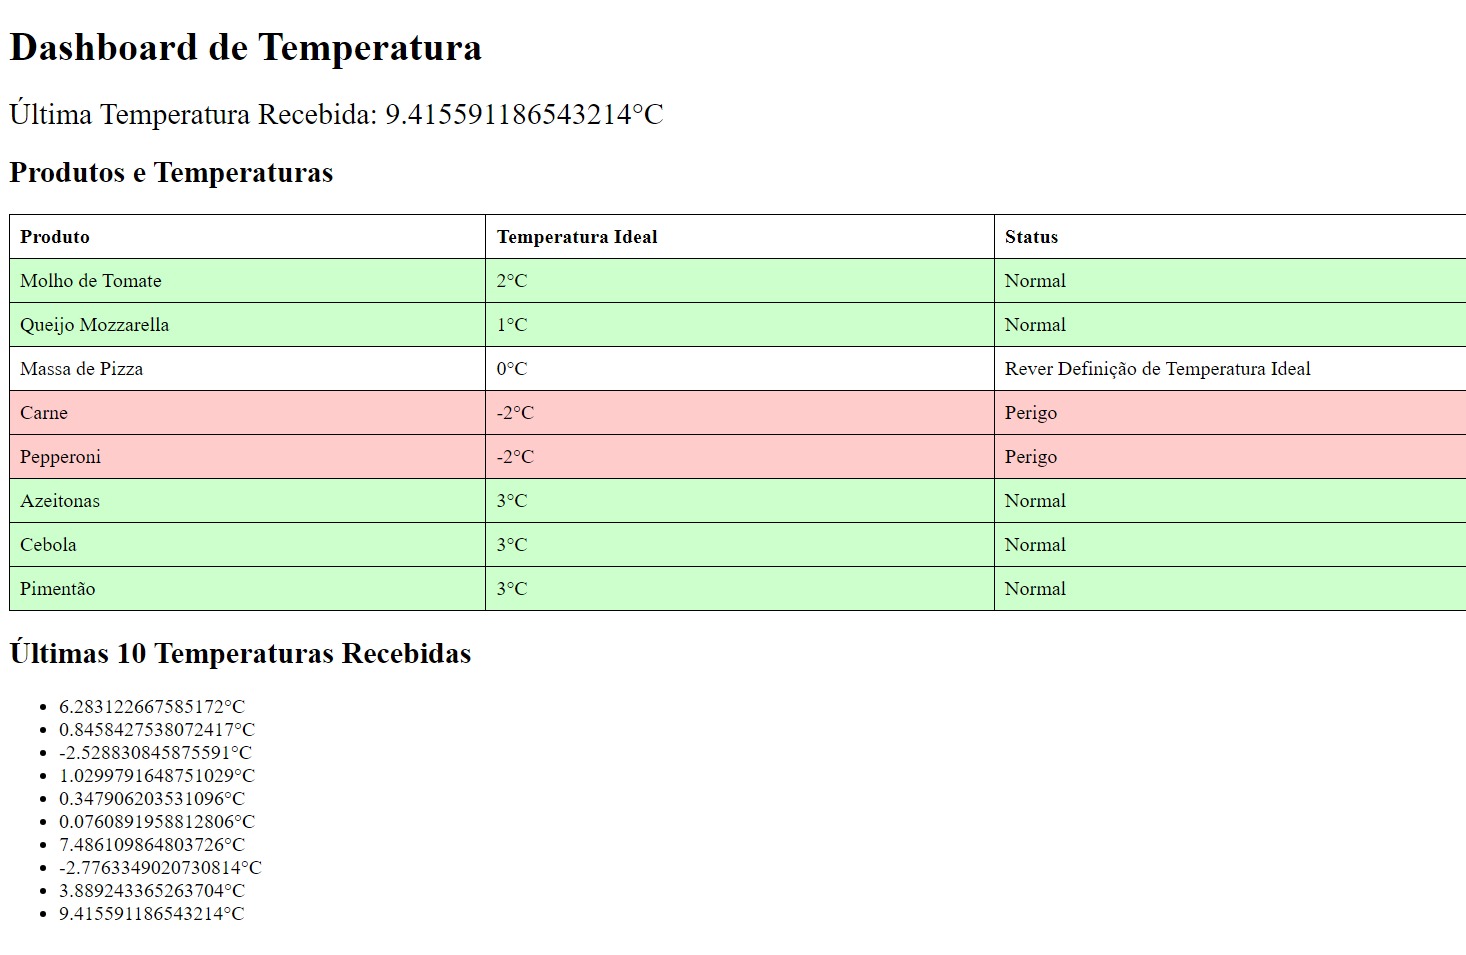 Dashboard de Temperatura
Última Temperatura Recebida: 9.415591186543214°C
Produtos e Temperaturas
Produto Temperatura Ideal Status
Molho de Tomate 2°C Normal
Queijo Mozzarella 1°C Normal
Massa de Pizza 0°C Rever Definição de Temperatura Ideal
Carne -2°C Perigo
Pepperoni -2°C Perigo
Azeitonas 3°C Normal
Cebola 3°C Normal
Pimentão 3°C Normal
Últimas 10 Temperaturas Recebidas
• 6.283122667585172°C
• 0.8458427538072417°C
• -2.528830845875591°C
• 1.0299791648751029°C
• 0.347906203531096°C
• 0.0760891958812806°C
• 7.486109864803726°C
• -2.7763349020730814°C
• 3.889243365263704°C
• 9.415591186543214°C